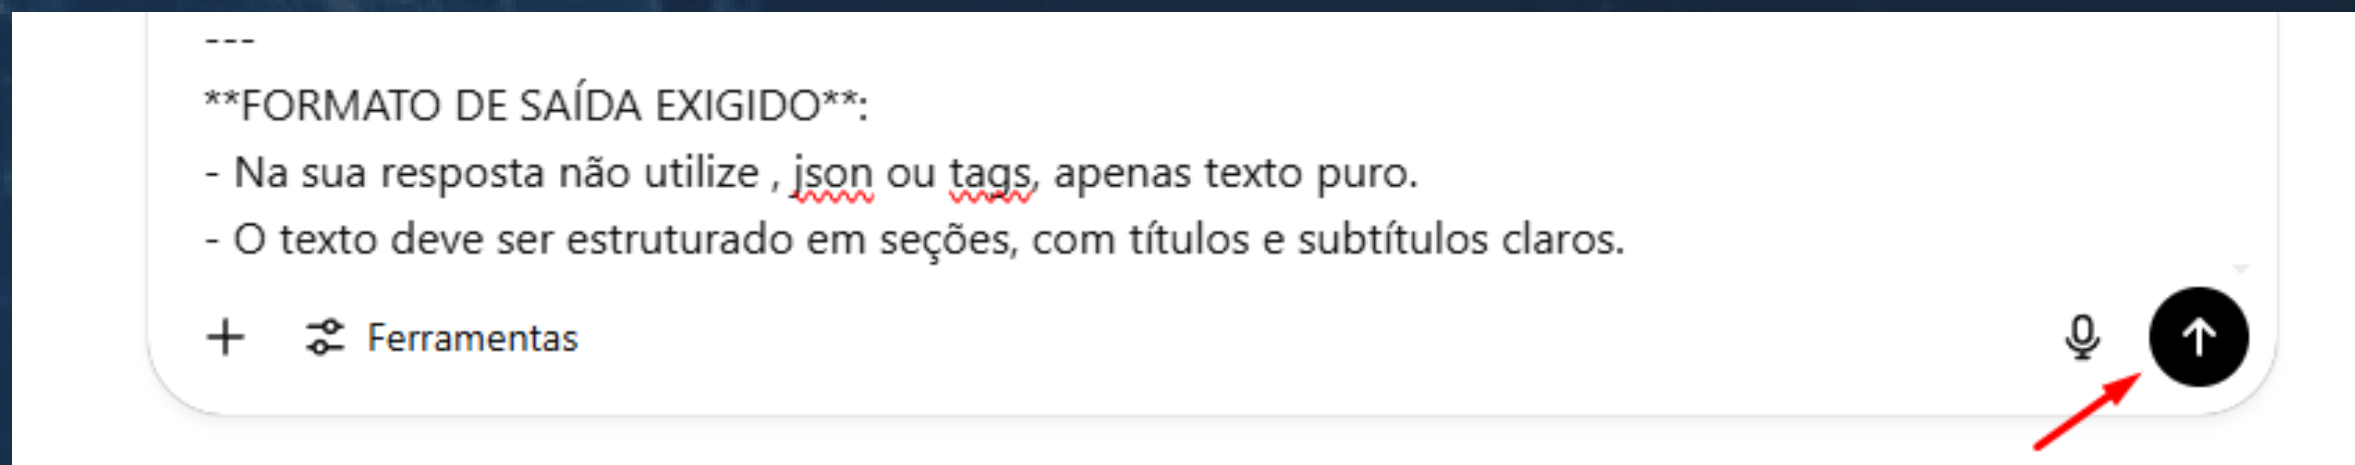 ---
**FORMATO DE SAÍDA EXIGIDO**:
- Na sua resposta não utilize , json ou tags, apenas texto puro.
- O texto deve ser estruturado em seções, com títulos e subtítulos claros.
Ferramentas